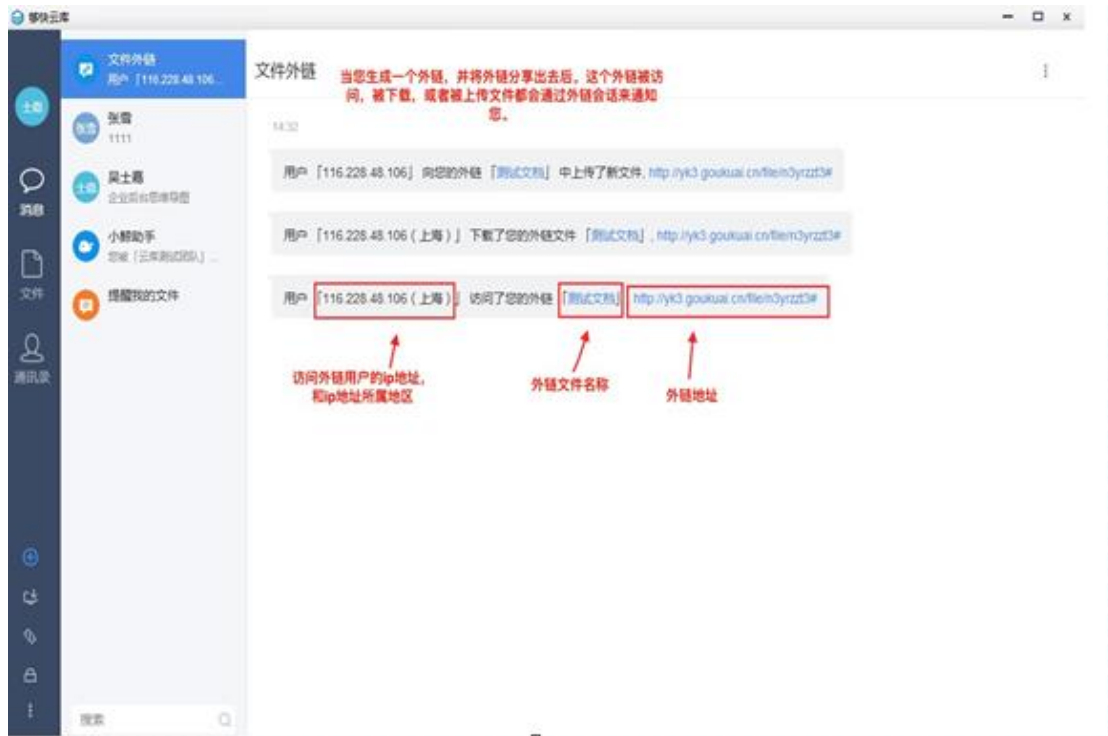 够快云库
文件外链
用户「116.228.48.106...
张雪
1111
吴士嘉
企业后台思维导图
小鲸助手
您被「云库测试团队」...
提醒我的文件
消息
文件
通讯录
搜索
文件外链
当您生成一个外链，并将外链分享出去后，这个外链被访
问，被下载，或者被上传文件都会通过外链会话来通知
您。
14:32
用户「116.228.48.106」向您的外链「测试文档」中上传了新文件, http://yk3.goukuai.cn/file/n3yrzzt3#
用户「116.228.48.106 ( 上海 ) 」下载了您的外链文件「测试文档」, http://yk3.goukuai.cn/file/n3yrzzt3#
用户「116.228.48.106 ( 上海 ) 」访问了您的外链「测试文档」 http://yk3.goukuai.cn/file/n3yrzzt3#
访问外链用户的ip地址，
和ip地址所属地区
外链文件名称
外链地址